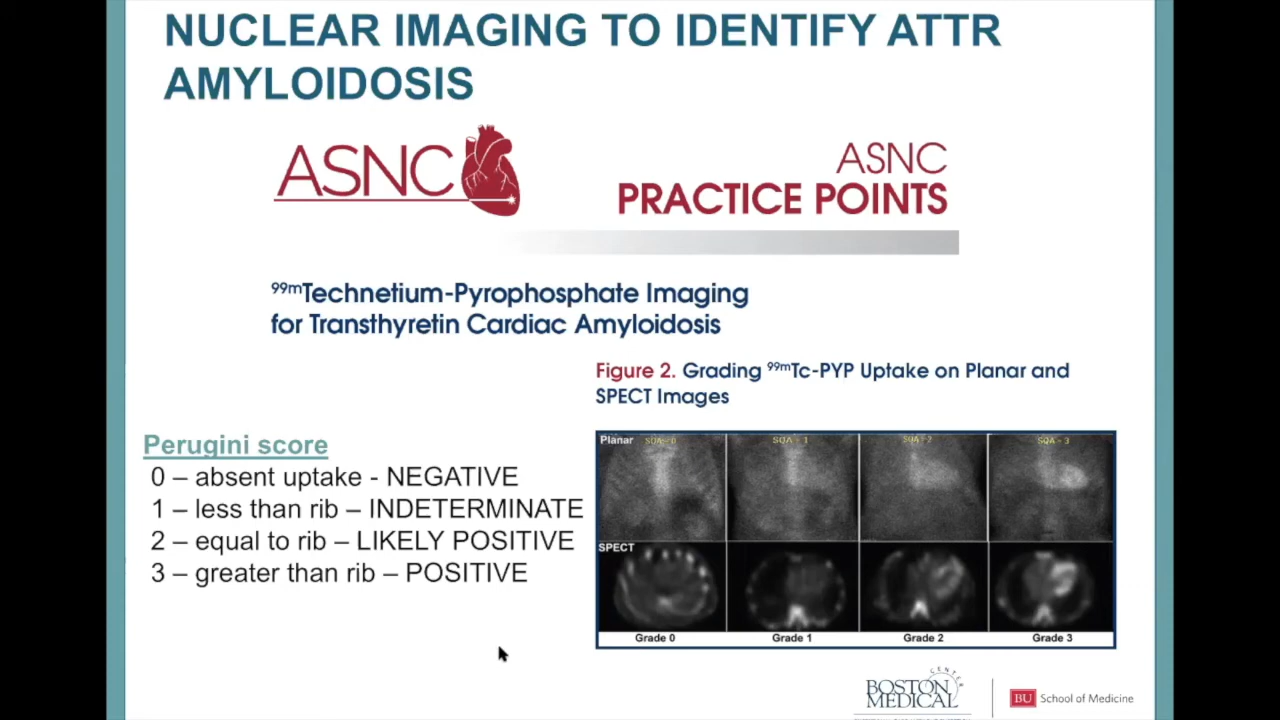 NUCLEAR IMAGING TO IDENTIFY ATTR
AMYLOIDOSIS
ASNC
ASNC
PRACTICE POINTS
99mTechnetium-Pyrophosphate Imaging
for Transthyretin Cardiac Amyloidosis
Figure 2. Grading 99mTc-PYP Uptake on Planar and
SPECT Images
Perugini score
0 – absent uptake - NEGATIVE
1 – less than rib – INDETERMINATE
2 – equal to rib – LIKELY POSITIVE
3 – greater than rib – POSITIVE
Planar
SQA = 0
SQA = 1
SQA = 2
SQA = 3
SPECT
Grade 0
Grade 1
Grade 2
Grade 3
BOSTON
MEDICAL
CENTER
BU School of Medicine